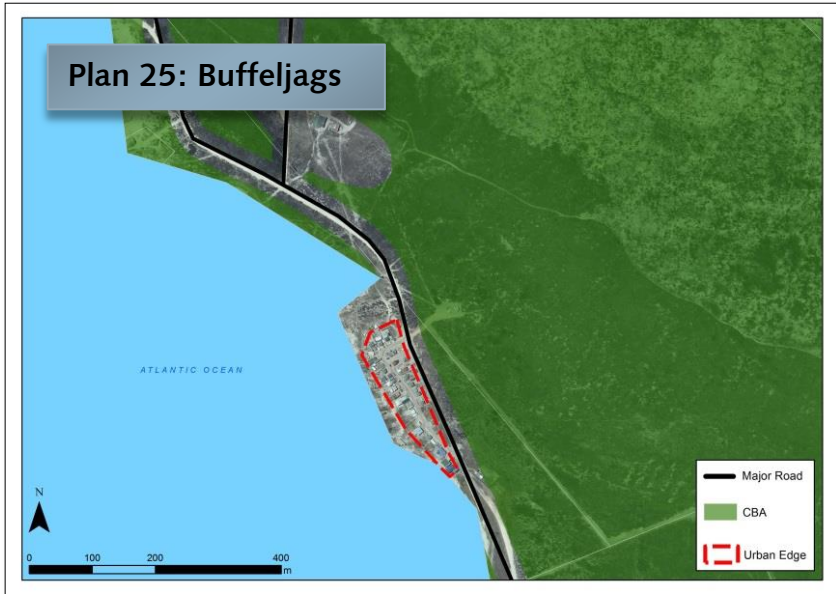 Plan 25: Buffeljags
ATLANTIC OCEAN
N
0 100 200 400
m
Major Road
CBA
Urban Edge